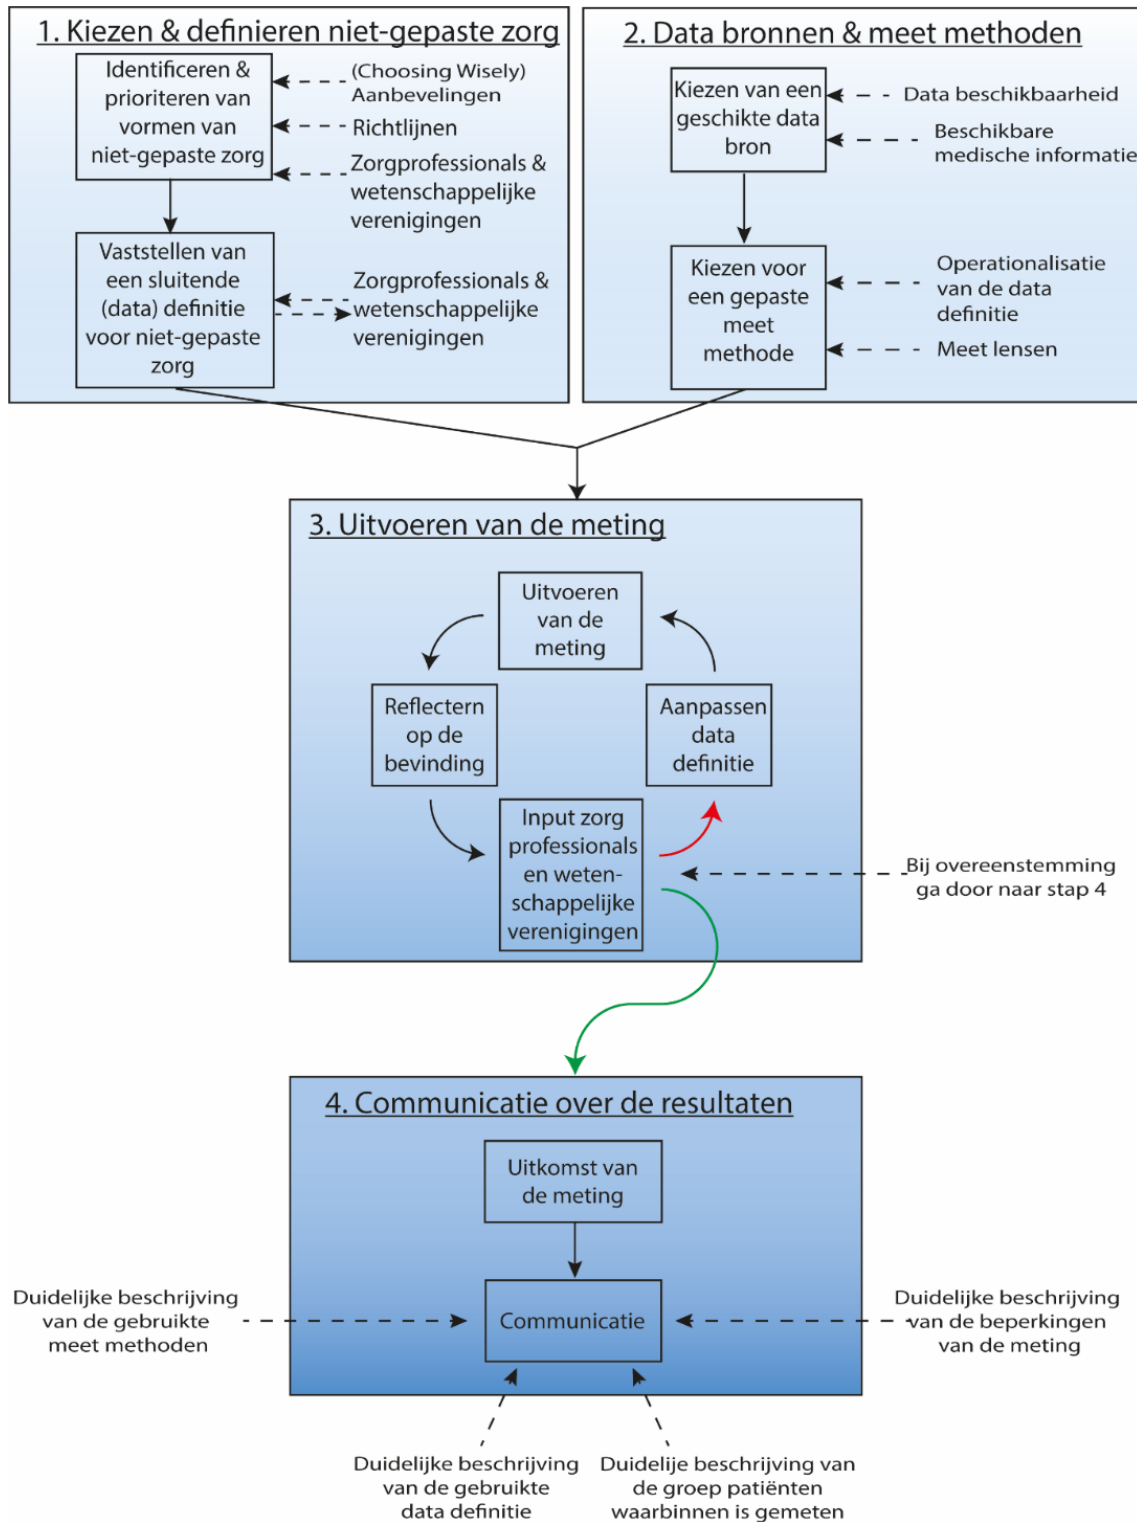 1. Kiezen & definieren niet-gepaste zorg
Identificeren &
prioriteren van
vormen van
niet-gepaste zorg
(Choosing Wisely)
Aanbevelingen
Richtlijnen
Zorgprofessionals &
wetenschappelijke
verenigingen
Vaststellen van
een sluitende
(data) definitie
voor niet-gepaste
zorg
Zorgprofessionals &
wetenschappelijke
verenigingen
2. Data bronnen & meet methoden
Kiezen van een
geschikte data
bron
Data beschikbaarheid
Beschikbare
medische informatie
Kiezen voor
een gepaste
meet
methode
Operationalisatie
van de data
definitie
Meet lensen
3. Uitvoeren van de meting
Uitvoeren
van de
meting
Reflectern
op de
bevinding
Aanpassen
data
definitie
Input zorg
professionals
en weten-
schappelijke
verenigingen
Bij overeenstemming
ga door naar stap 4
4. Communicatie over de resultaten
Uitkomst van
de meting
Communicatie
Duidelijke beschrijving
van de gebruikte
meet methoden
Duidelijke beschrijving
van de beperkingen
van de meting
Duidelijke beschrijving
van de gebruikte
data definitie
Duidelije beschrijving van
de groep patiënten
waarbinnen is gemeten